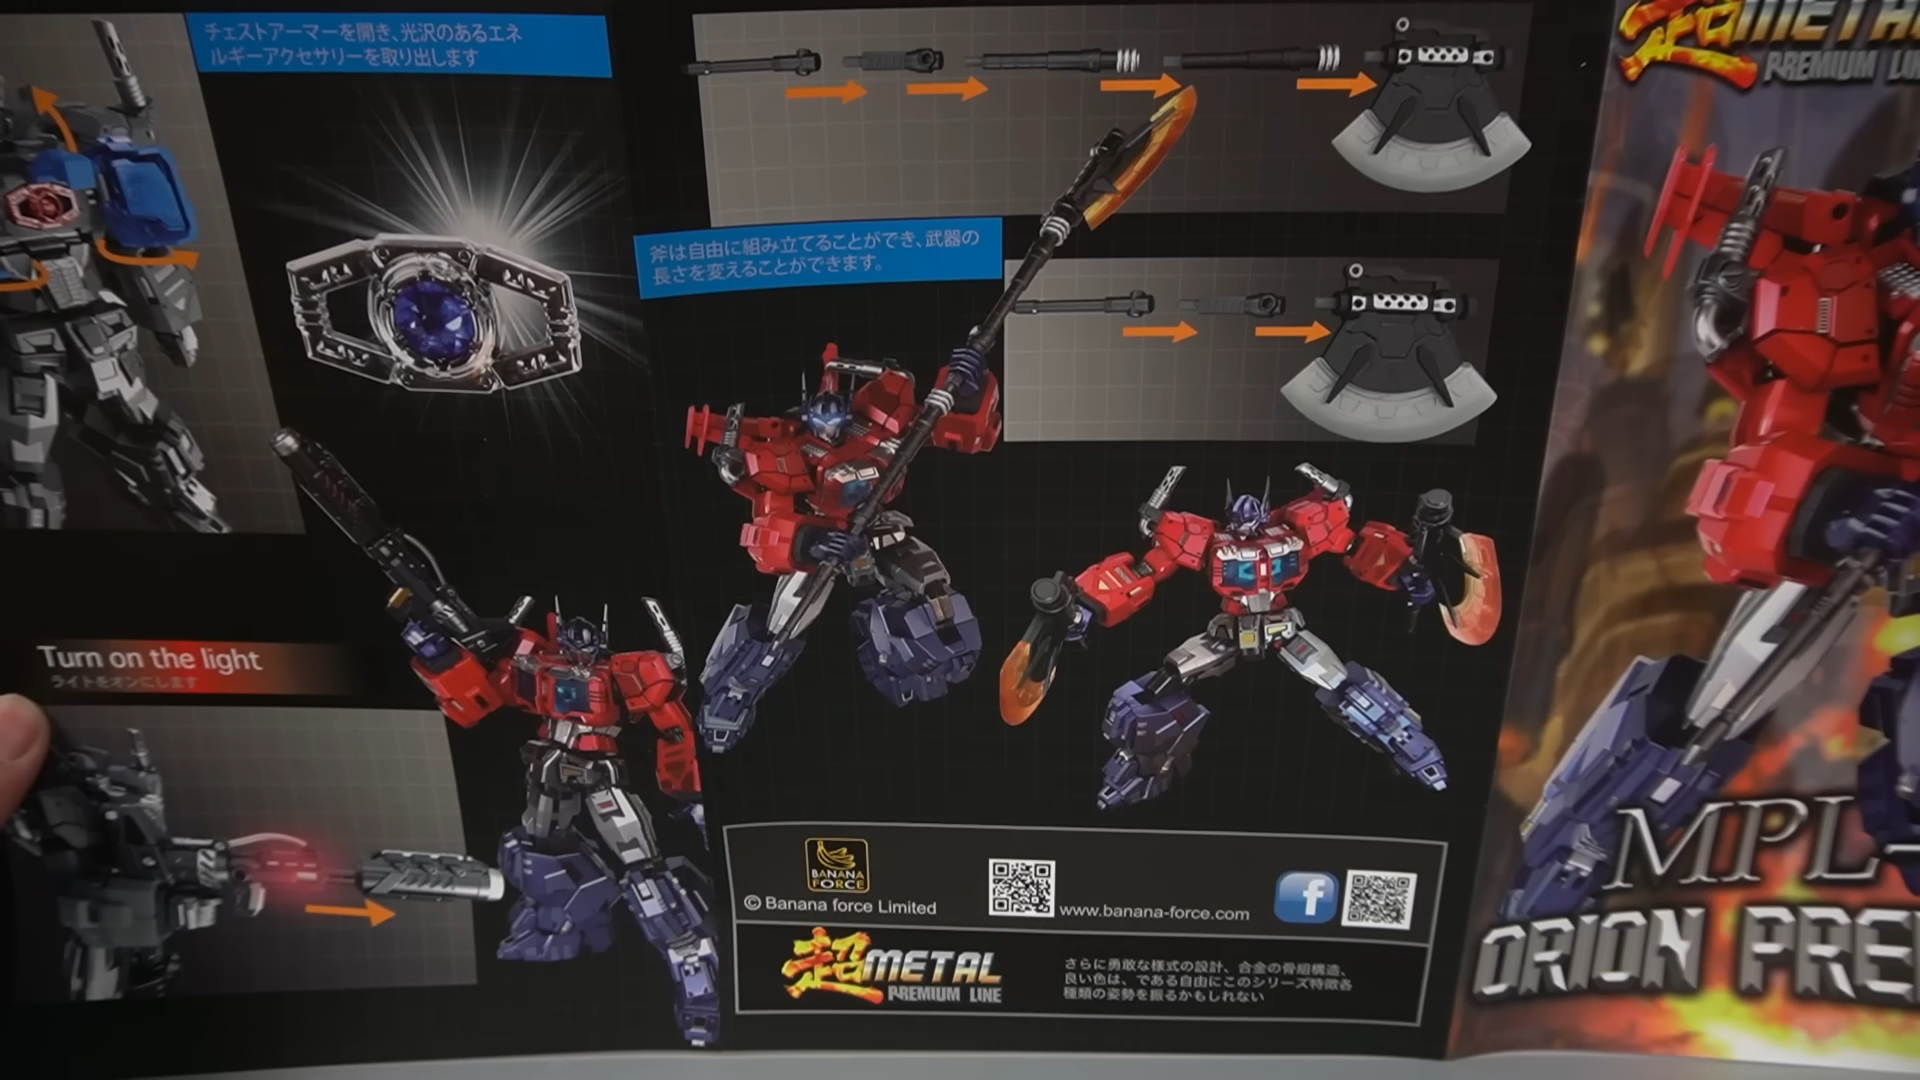 チェストアーマーを開き、光沢のあるエネ
ルギーアクセサリーを取り出します
斧は自由に組み立てることができ、武器の
長さを変えることができます。
Turn on the light
ライトをオンにします
BANANA
FORCE
© Banana force Limited
www.banana-force.com
f
超METAL
PREMIUM LINE
さらに勇敢な様式の設計、合金の骨組構造、
良い色は、である自由にこのシリーズ特徴各
種類の姿勢を振るかもしれない
超META
PREMIUM
MPL-
ORION PRE